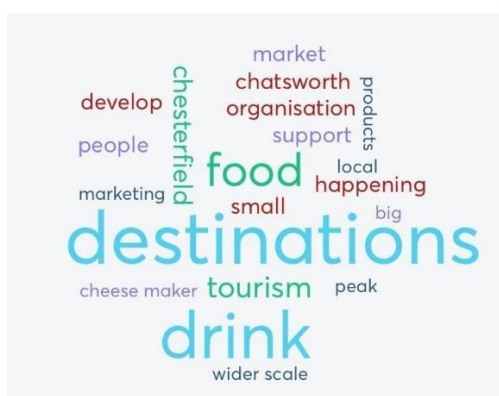 market
chatsworth
chesterfield
products
develop
organisation
support
people
food
local
happening
marketing
small
big
destinations
cheese maker
tourism
peak
drink
wider scale